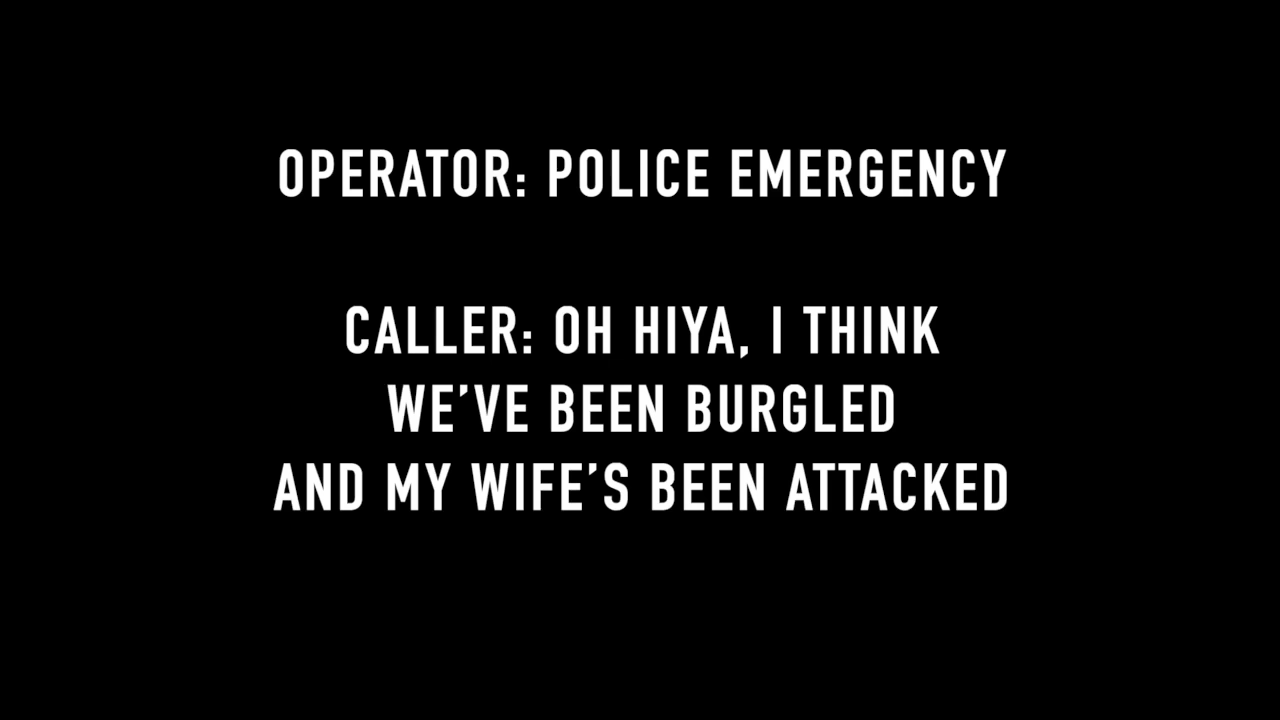 OPERATOR: POLICE EMERGENCY
CALLER: OH HIYA, I THINK
WE’VE BEEN BURGLED
AND MY WIFE’S BEEN ATTACKED